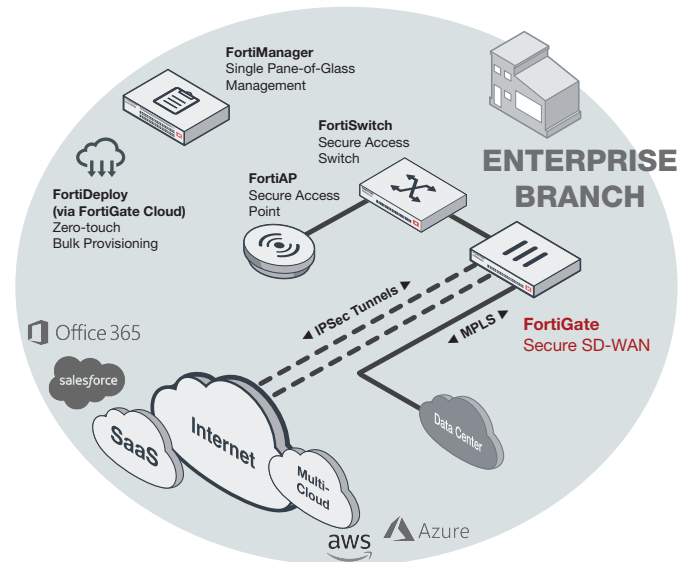 FortiManager
Single Pane-of-Glass
Management
FortiSwitch
Secure Access
Switch
ENTERPRISE
BRANCH
FortiAP
Secure Access
Point
FortiDeploy
(via FortiGate Cloud)
Zero-touch
Bulk Provisioning
IPSec Tunnels
MPLS
FortiGate
Secure SD-WAN
Office 365
salesforce
SaaS
Internet
Multi-
Cloud
Data Center
aws
Azure